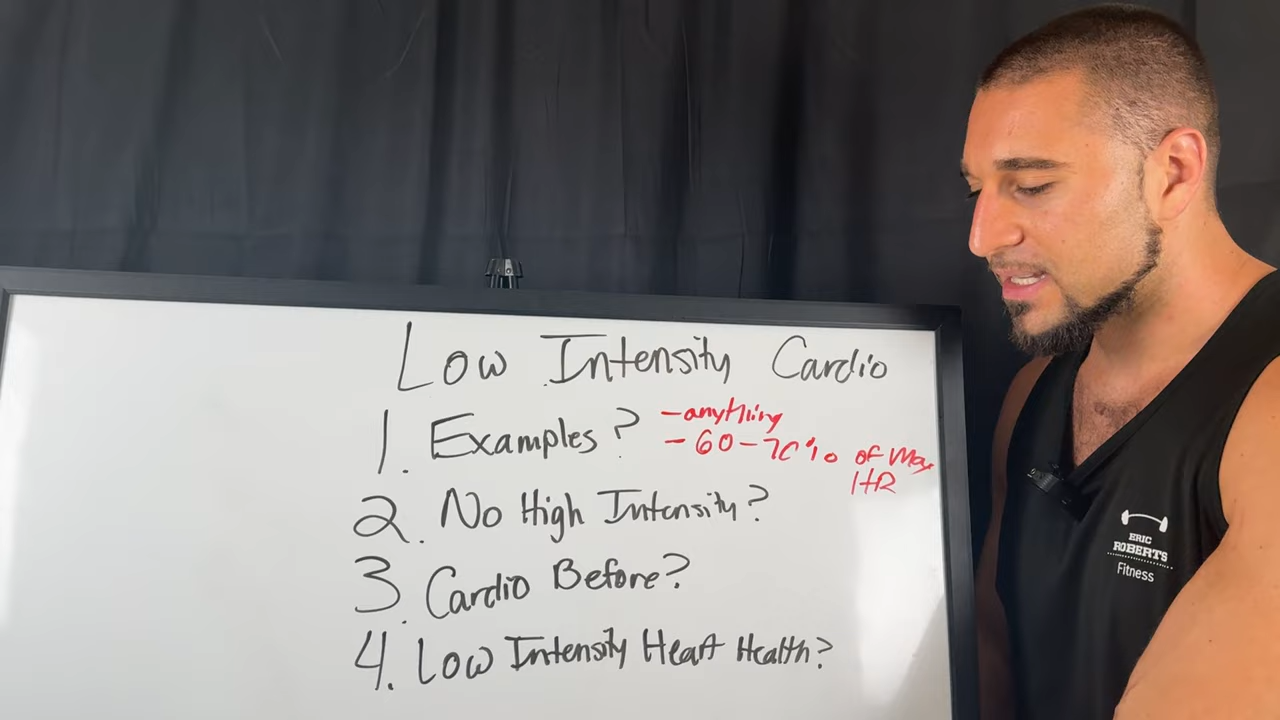 Low Intensity Cardio
1. Examples?
-anything
-60-70% of Max
HR
2. No High Intensity?
3. Cardio Before?
4. Low Intensity Heart Health?
ERIC
ROBERTS
Fitness